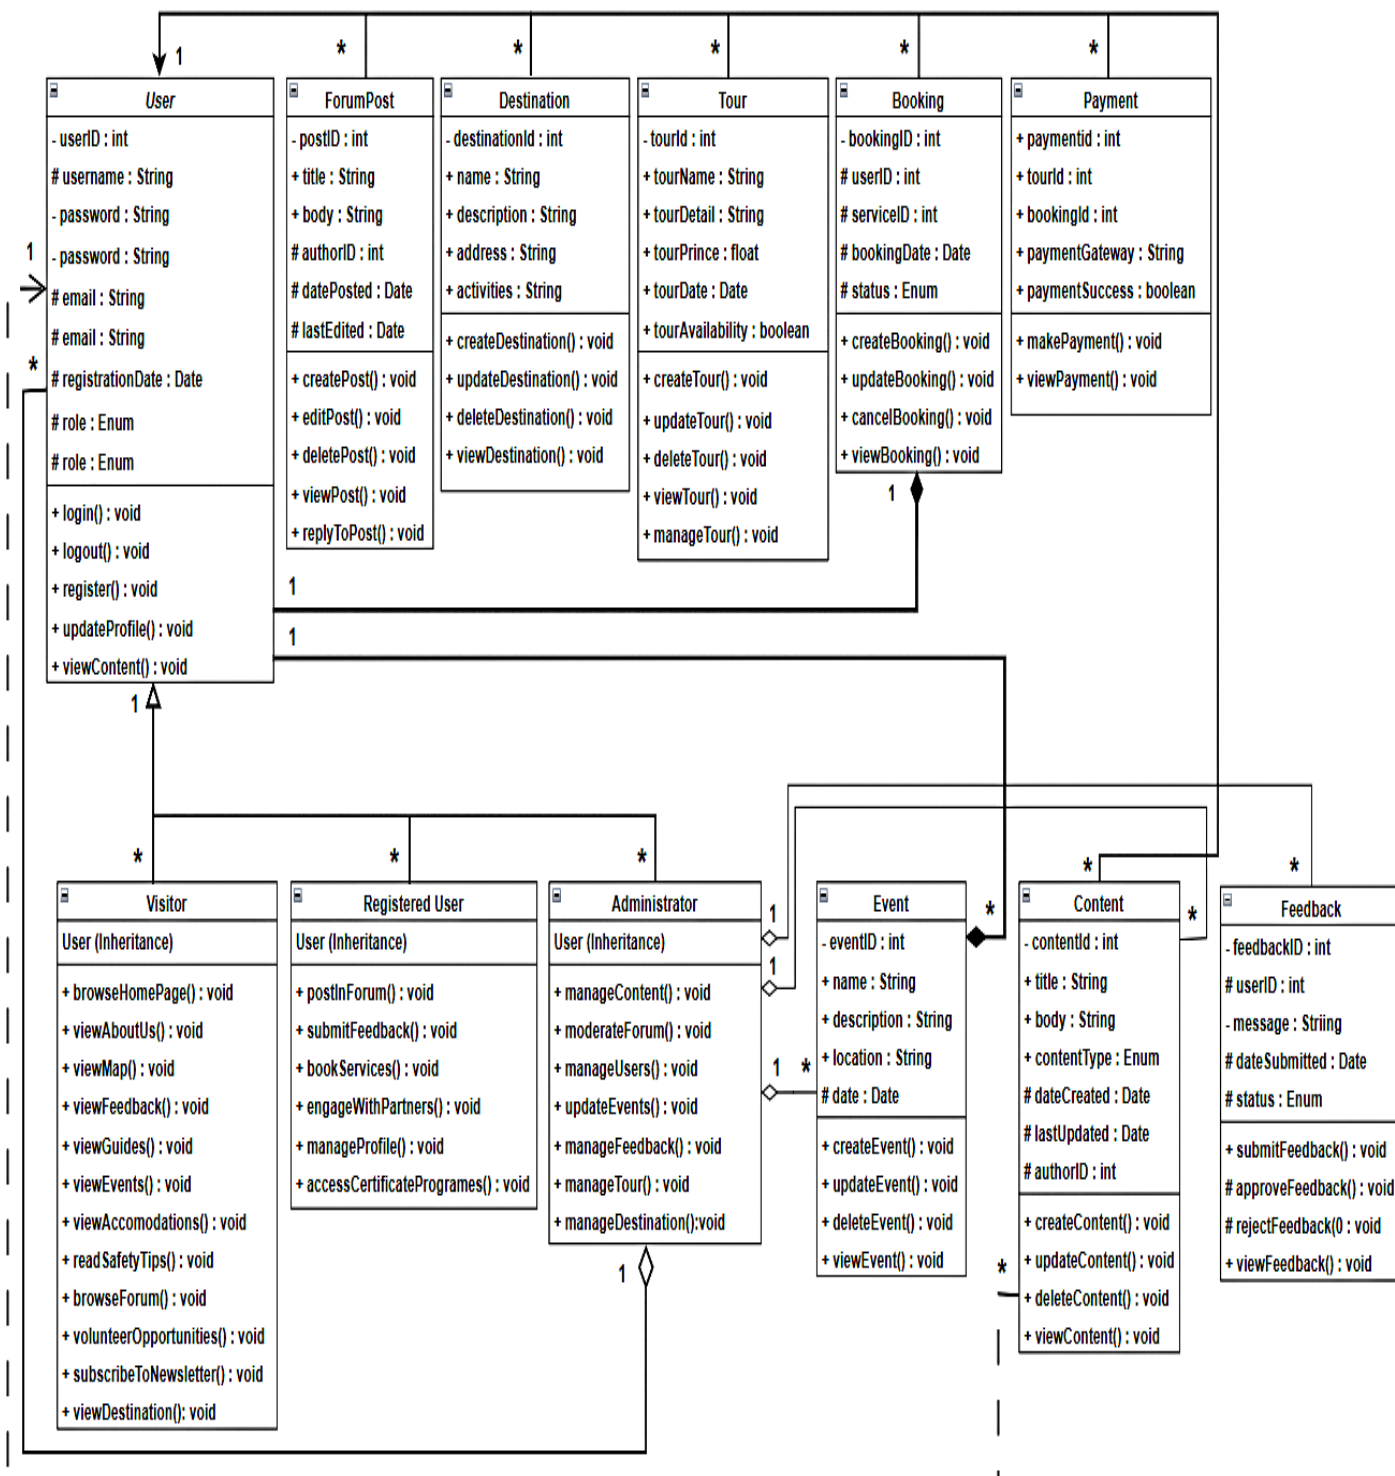 1
*
*
*
*
*
User
- userID : int
# username : String
- password : String
- password : String
# email : String
# email : String
# registrationDate : Date
# role : Enum
# role : Enum
+ login() : void
+ logout() : void
+ register() : void
+ updateProfile() : void
+ viewContent() : void
ForumPost
- postID : int
+ title : String
+ body : String
# authorID : int
# datePosted : Date
# lastEdited : Date
+ createPost() : void
+ editPost() : void
+ deletePost() : void
+ viewPost() : void
+ replyToPost() : void
Destination
- destinationId : int
+ name : String
+ description : String
+ address : String
+ activities : String
+ createDestination() : void
+ updateDestination() : void
+ deleteDestination() : void
+ viewDestination() : void
Tour
- tourId : int
+ tourName : String
+ tourDetail : String
+ tourPrince : float
+ tourDate : Date
+ tourAvailability : boolean
+ createTour() : void
+ updateTour() : void
+ deleteTour() : void
+ viewTour() : void
+ manageTour() : void
Booking
- bookingID : int
# userID : int
# serviceID : int
# bookingDate : Date
# status : Enum
+ createBooking() : void
+ updateBooking() : void
+ cancelBooking() : void
+ viewBooking() : void
Payment
+ paymentid : int
+ tourId : int
+ bookingId : int
+ paymentGateway : String
+ paymentSuccess : boolean
+ makePayment() : void
+ viewPayment() : void
1
*
1
1
1
1
*
*
*
*
*
Visitor
User (Inheritance)
+ browseHomePage() : void
+ viewAboutUs() : void
+ viewMap() : void
+ viewFeedback() : void
+ viewGuides() : void
+ viewEvents() : void
+ viewAccomodations() : void
+ readSafetyTips() : void
+ browseForum() : void
+ volunteerOpportunities() : void
+ subscribeToNewsletter() : void
+ viewDestination(): void
Registered User
User (Inheritance)
+ postInForum() : void
+ submitFeedback() : void
+ bookServices() : void
+ engageWithPartners() : void
+ manageProfile() : void
+ accessCertificatePrograms() : void
Administrator
User (Inheritance)
+ manageContent() : void
+ moderateForum() : void
+ manageUsers() : void
+ updateEvents() : void
+ manageFeedback() : void
+ manageTour() : void
+ manageDestination():void
1
1
1
*
1
Event
- eventID : int
+ name : String
+ description : String
+ location : String
# date : Date
+ createEvent() : void
+ updateEvent() : void
+ deleteEvent() : void
+ viewEvent() : void
*
Content
- contentId : int
+ title : String
+ body : String
+ contentType : Enum
# dateCreated : Date
# lastUpdated : Date
# authorID : int
+ createContent() : void
+ updateContent() : void
+ deleteContent() : void
+ viewContent() : void
*
*
Feedback
- feedbackID : int
# userID : int
- message : Striing
# dateSubmitted : Date
# status : Enum
+ submitFeedback() : void
# approveFeedback() : void
# rejectFeedback(0 : void
+ viewFeedback() : void